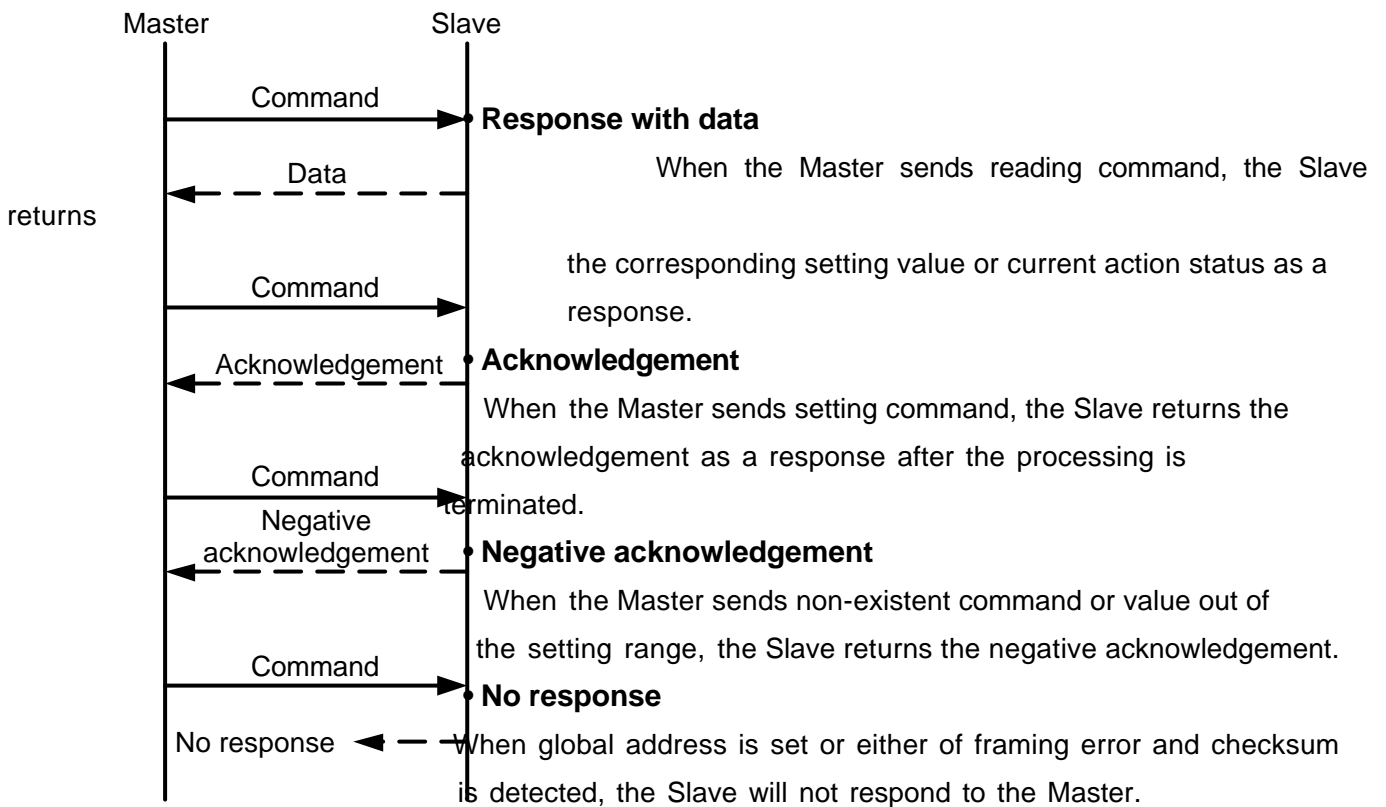 Master Slave
Command
• Response with data
Data
When the Master sends reading command, the Slave
returns
the corresponding setting value or current action status as a
Command
response.
Acknowledgement
• Acknowledgement
When the Master sends setting command, the Slave returns the
acknowledgement as a response after the processing is
Command
terminated.
Negative
acknowledgement
• Negative acknowledgement
When the Master sends non-existent command or value out of
the setting range, the Slave returns the negative acknowledgement.
Command
• No response
No response
When global address is set or either of framing error and checksum
is detected, the Slave will not respond to the Master.